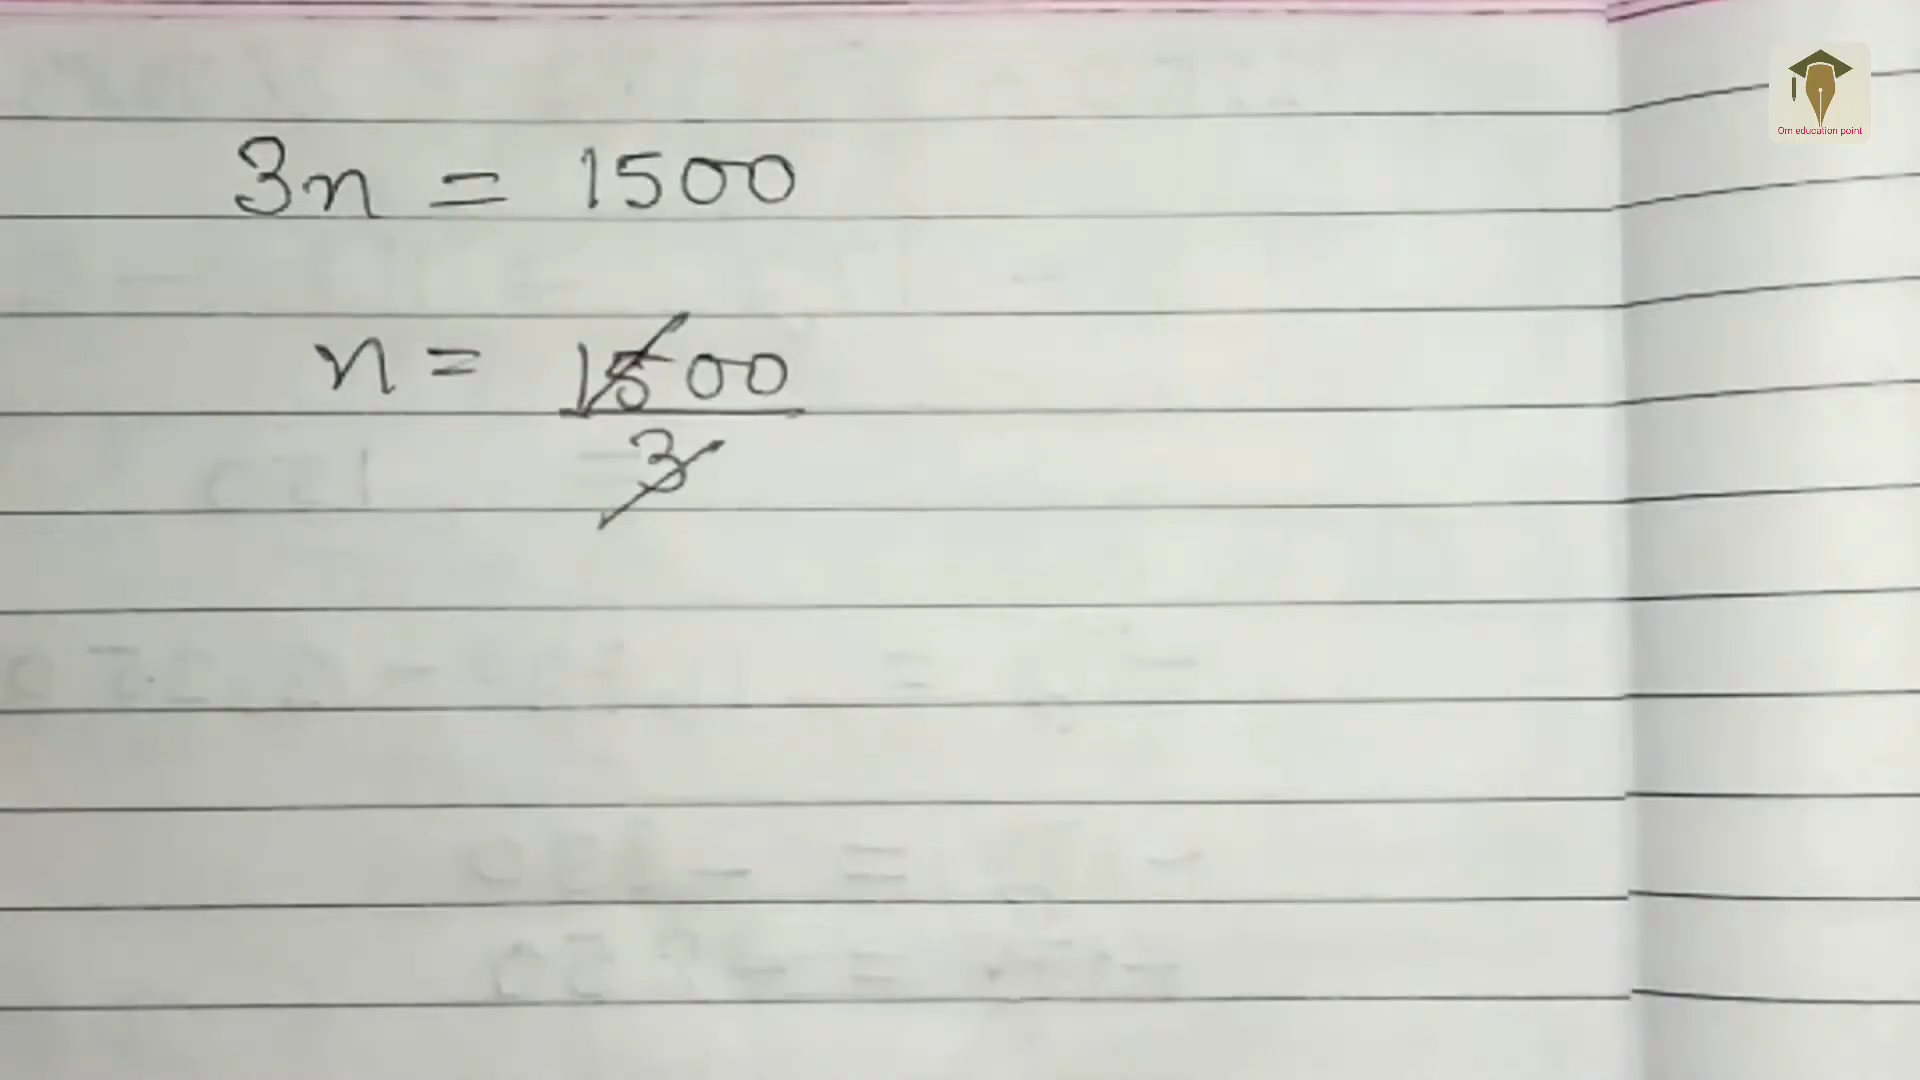 Om education point
3n = 1500
n = 1500
3